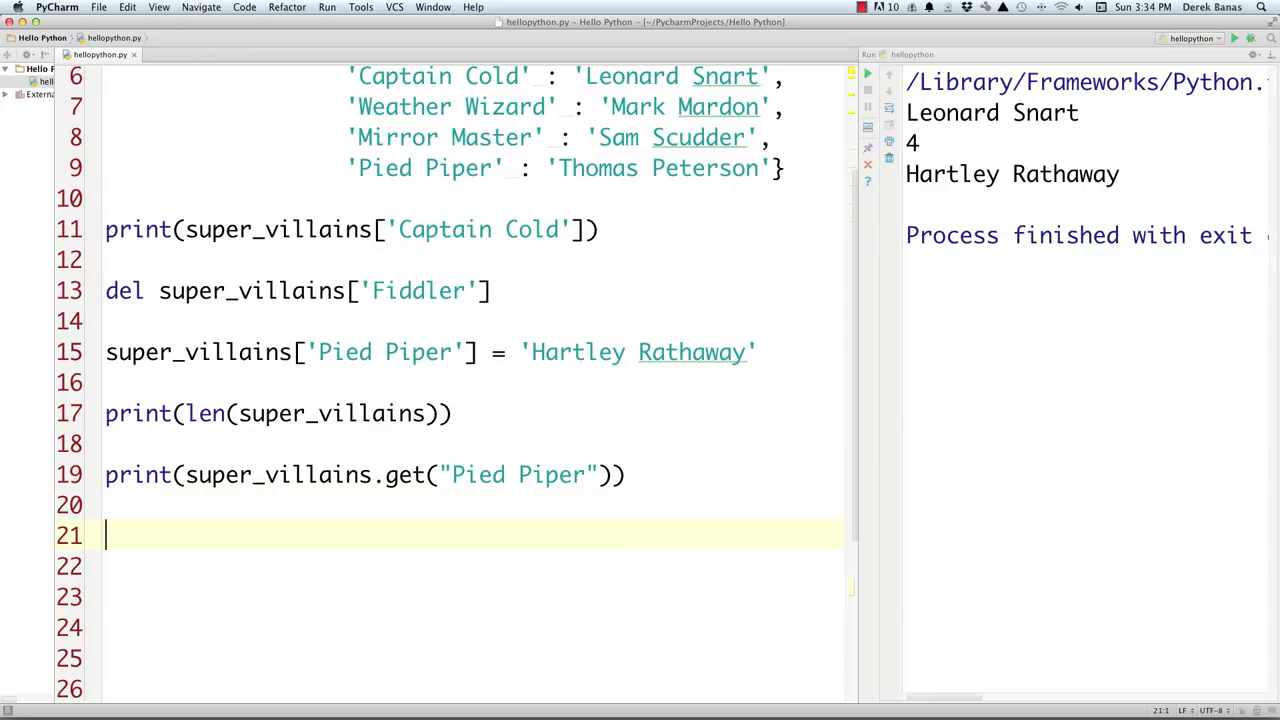 PyCharm File Edit View Navigate Code Refactor Run Tools VCS Window Help 10 Sun 3:34 PM Derek Banas
hellopython.py - Hello Python - [~/PycharmProjects/Hello Python]
Hello Python hellopython.py hellopython
hellopython.py Run hellopython
Hello P
hell
Externa
6 'Captain Cold' : 'Leonard Snart',
7 'Weather Wizard' : 'Mark Mardon',
8 'Mirror Master' : 'Sam Scudder',
9 'Pied Piper' : 'Thomas Peterson'}
10
11 print(super_villains['Captain Cold'])
12
13 del super_villains['Fiddler']
14
15 super_villains['Pied Piper'] = 'Hartley Rathaway'
16
17 print(len(super_villains))
18
19 print(super_villains.get("Pied Piper"))
20
21
22
23
24
25
26
/Library/Frameworks/Python.
Leonard Snart
4
Hartley Rathaway
Process finished with exit
21:1 LF UTF-8